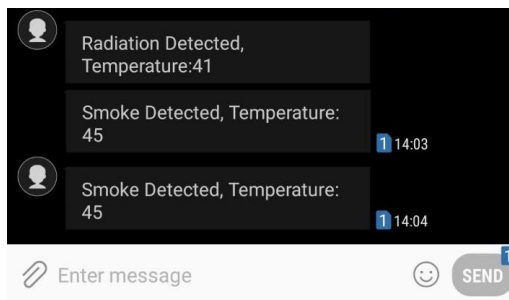 Radiation Detected,
Temperature:41
Smoke Detected, Temperature:
45
1 14:03
Smoke Detected, Temperature:
45
1 14:04
Enter message
SEND
1